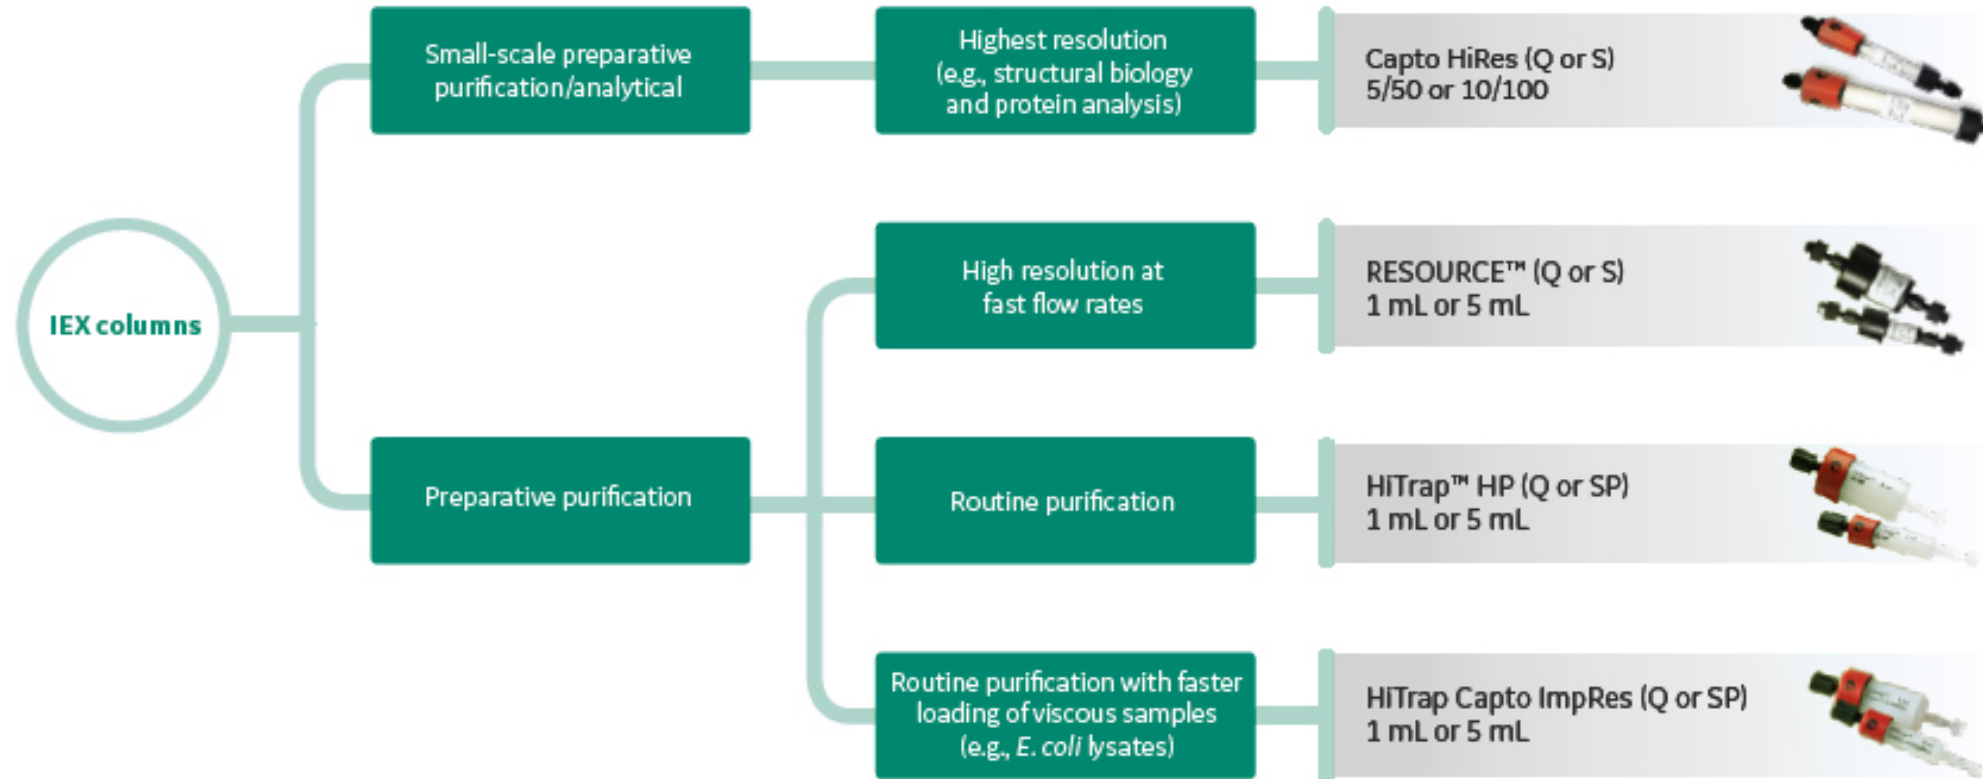 IEX columns
Small-scale preparative
purification/analytical
Highest resolution
(e.g., structural biology
and protein analysis)
Capto HiRes (Q or S)
5/50 or 10/100
High resolution at
fast flow rates
RESOURCE™ (Q or S)
1 mL or 5 mL
Preparative purification
Routine purification
HiTrap™ HP (Q or SP)
1 mL or 5 mL
Routine purification with faster
loading of viscous samples
(e.g., E. coli lysates)
HiTrap Capto ImpRes (Q or SP)
1 mL or 5 mL